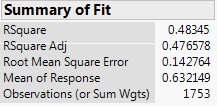 Summary of Fit
RSquare 0.48345
RSquare Adj 0.476578
Root Mean Square Error 0.142764
Mean of Response 0.632149
Observations (or Sum Wgts) 1753